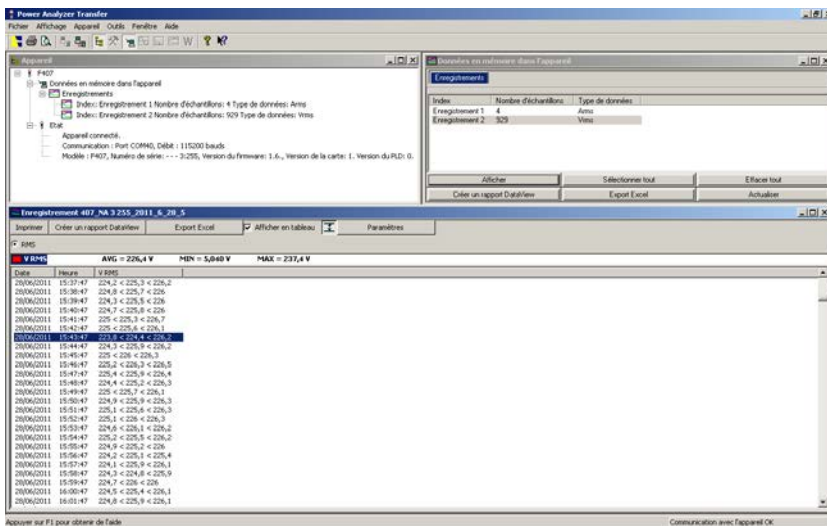 Power Analyzer Transfer
Fichier Affichage Appareil Outils Fenêtre Aide
Appareil
F407
Données en mémoire dans l'appareil
Enregistrements
Index: Enregistrement 1 Nombre d'échantillons: 4 Type de données: Arms
Index: Enregistrement 2 Nombre d'échantillons: 929 Type de données: Vrms
Etat
Appareil connecté.
Communication : Port COM40, Débit : 115200 bauds
Modèle : F407, Numéro de série: - - - 3:255, Version du firmware: 1.6., Version de la carte: 1. Version du PLD: 0.
Données en mémoire dans l'appareil
Enregistrements
Index Nombre d'échantillons Type de données
Enregistrement 1 4 Arms
Enregistrement 2 929 Vrms
Afficher Sélectionner tout Effacer tout
Créer un rapport DataView Export Excel Actualiser
Enregistrement 407_NA 3 255_2011_6_20_5
Imprimer Créer un rapport DataView Export Excel Afficher en tableau Paramètres
RMS
V RMS AVG = 226,4 V MIN = 5,040 V MAX = 237,4 V
Date Heure V RMS
28/06/2011 15:37:47 224,2 < 225,3 < 226,2
28/06/2011 15:38:47 224,8 < 225,7 < 226
28/06/2011 15:39:47 224,3 < 225,5 < 226
28/06/2011 15:40:47 224,7 < 225,8 < 226
28/06/2011 15:41:47 225 < 225,3 < 226,7
28/06/2011 15:42:47 225 < 225,6 < 226,1
28/06/2011 15:43:47 223,8 < 224,4 < 226,2
28/06/2011 15:44:47 224,3 < 225,9 < 226,2
28/06/2011 15:45:47 225 < 226 < 226,3
28/06/2011 15:46:47 225,2 < 226,3 < 226,5
28/06/2011 15:47:47 225,4 < 225,9 < 226,4
28/06/2011 15:48:47 224,4 < 225,2 < 226,3
28/06/2011 15:49:47 225 < 225,7 < 226,1
28/06/2011 15:50:47 224,9 < 225,9 < 226,3
28/06/2011 15:51:47 225,1 < 225,6 < 226,3
28/06/2011 15:52:47 225,1 < 226 < 226,3
28/06/2011 15:53:47 224,6 < 226,1 < 226,2
28/06/2011 15:54:47 225,2 < 225,5 < 226,2
28/06/2011 15:55:47 224,9 < 225,2 < 226
28/06/2011 15:56:47 224,2 < 225,1 < 225,4
28/06/2011 15:57:47 224,1 < 225,9 < 226,1
28/06/2011 15:58:47 224,3 < 224,8 < 225,9
28/06/2011 15:59:47 224,7 < 226 < 226
28/06/2011 16:00:47 224,5 < 225,4 < 226,1
28/06/2011 16:01:47 224,8 < 225,9 < 226,1
Appuyer sur F1 pour obtenir de l'aide Communication avec l'appareil OK